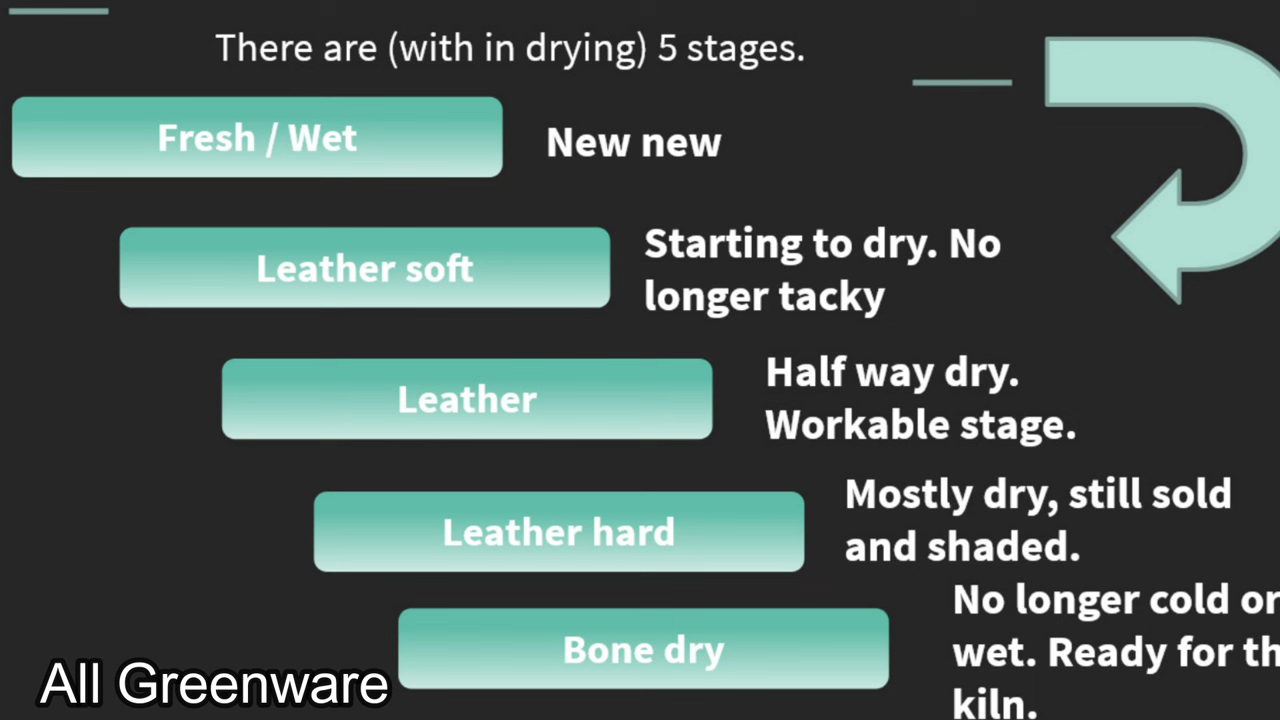 There are (with in drying) 5 stages.
Fresh / Wet
New new
Leather soft
Starting to dry. No
longer tacky
Leather
Half way dry.
Workable stage.
Leather hard
Mostly dry, still sold
and shaded.
Bone dry
No longer cold or
wet. Ready for th
kiln.
All Greenware